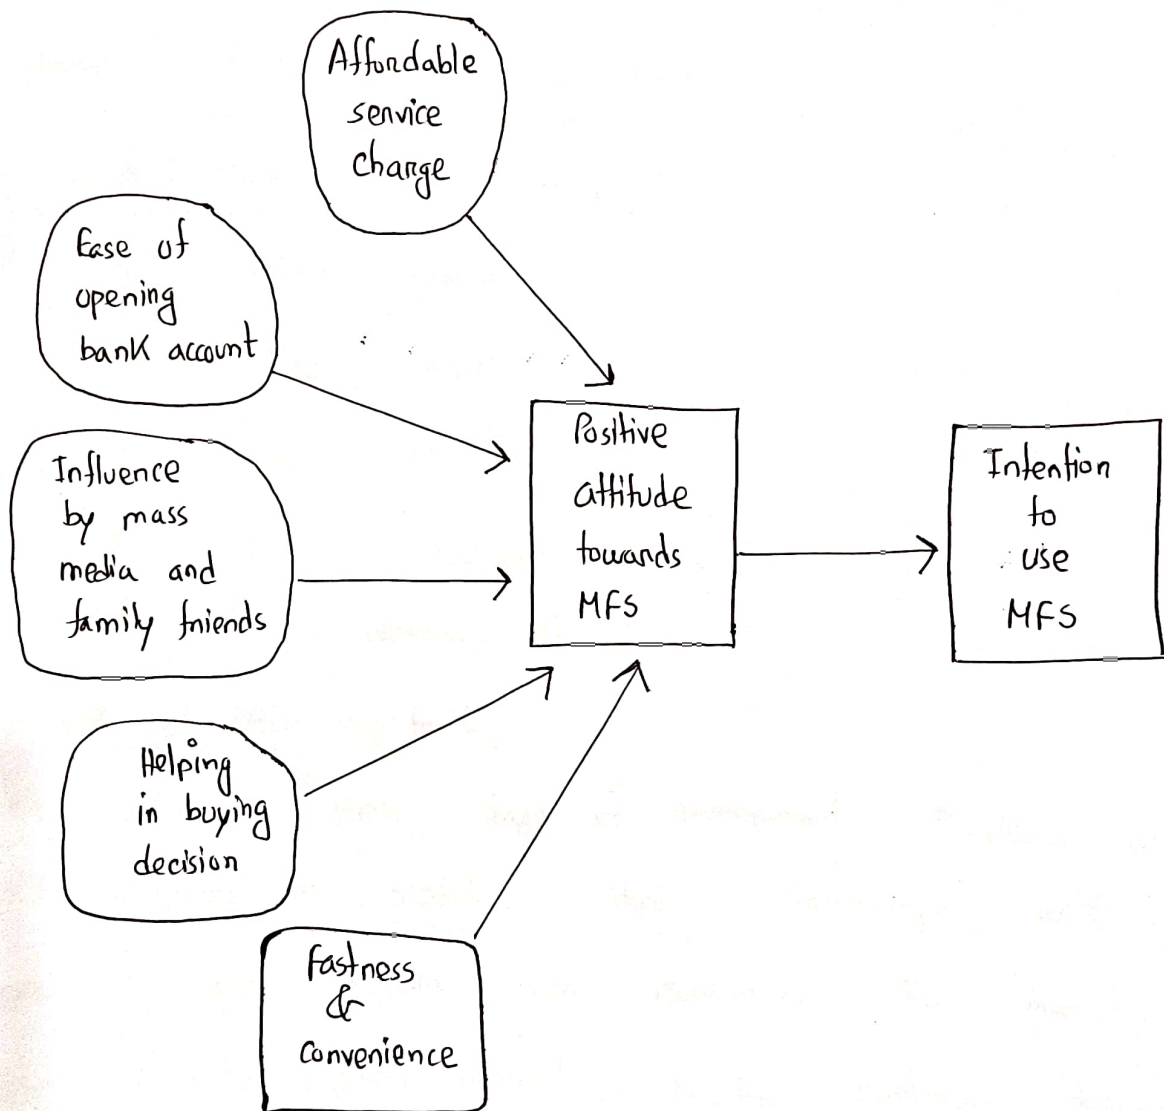 Affordable
service
charge
Ease of
opening
bank account
Influence
by mass
media and
family friends
Helping
in buying
decision
Fastness
&
convenience
Positive
attitude
towards
MFS
Intention
to
use
MFS